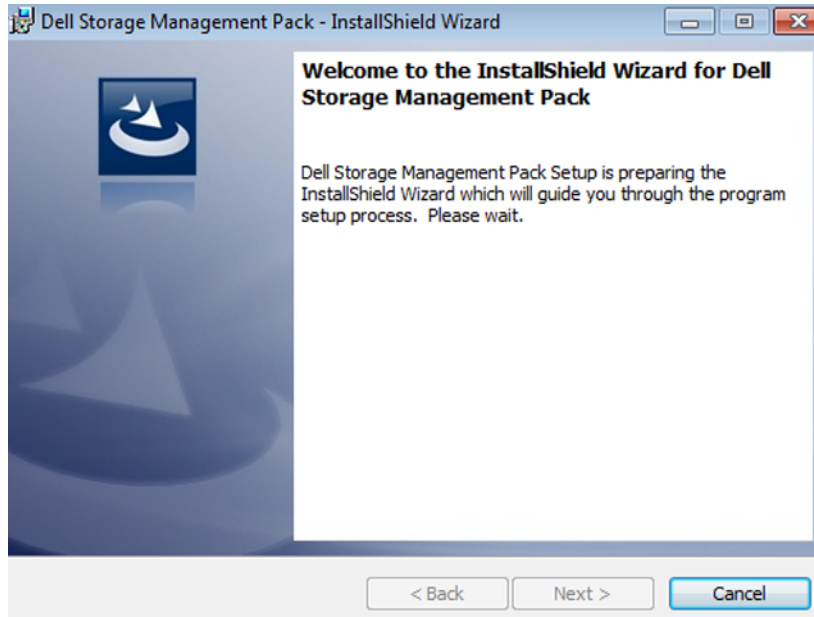 Dell Storage Management Pack - InstallShield Wizard
Welcome to the InstallShield Wizard for Dell
Storage Management Pack
Dell Storage Management Pack Setup is preparing the
InstallShield Wizard which will guide you through the program
setup process.  Please wait.
< Back
Next >
Cancel